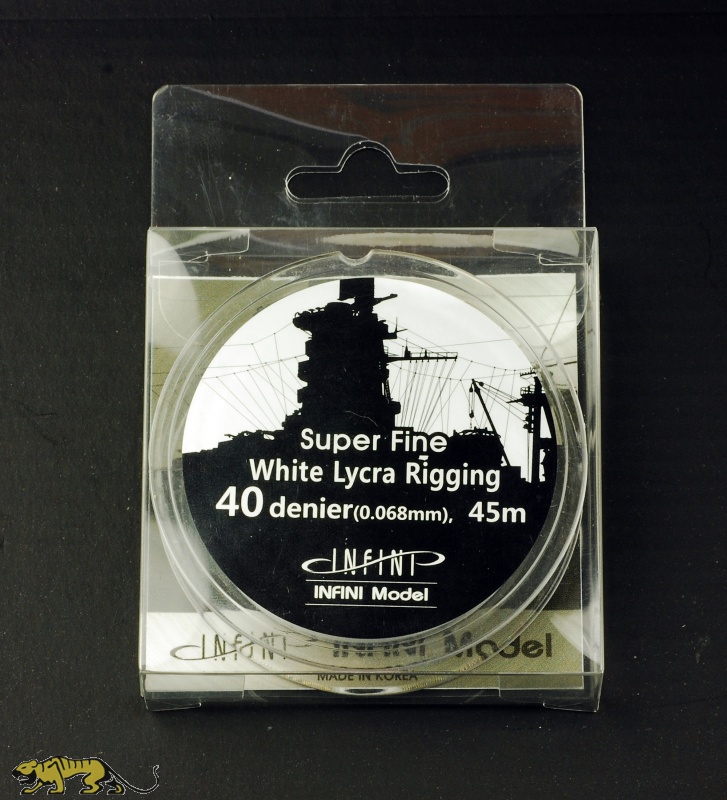 Super Fine
White Lycra Rigging
40 denier(0.068mm), 45m
INFINI
INFINI Model
INFINI INFINI Model
MADE IN KOREA